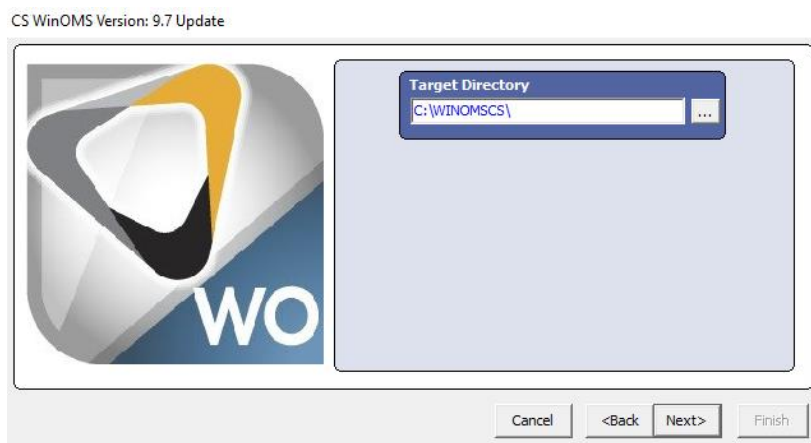 CS WinOMS Version: 9.7 Update
Target Directory
C:\WINOMSCS\
...
WO
Cancel
<Back
Next>
Finish